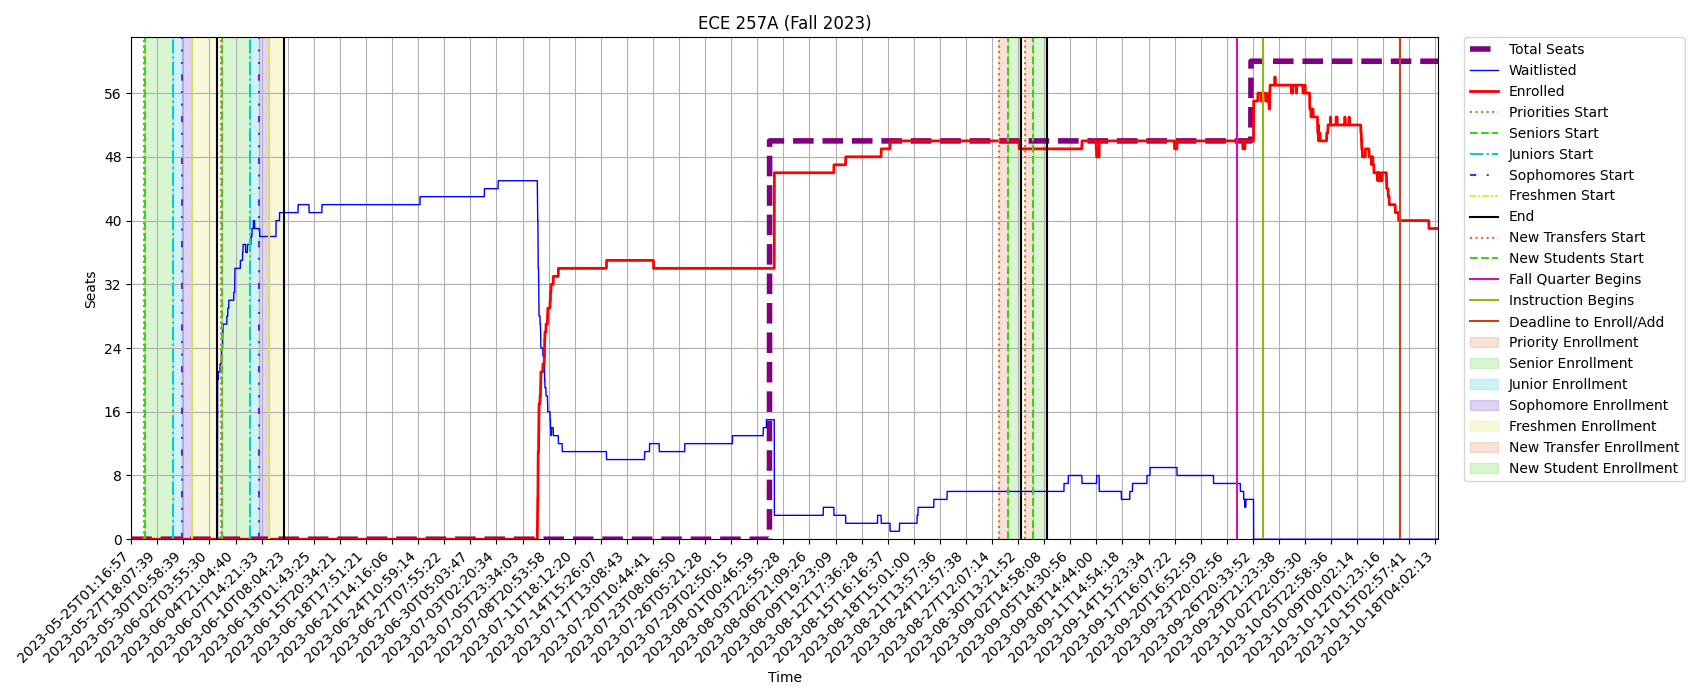 ECE 257A (Fall 2023)
Seats
56
48
40
32
24
16
8
0
2023-05-25T01:16:57
2023-05-27T18:07:39
2023-05-30T10:58:39
2023-06-02T03:55:30
2023-06-04T21:04:40
2023-06-07T14:21:33
2023-06-10T08:04:23
2023-06-13T01:43:25
2023-06-15T20:34:21
2023-06-18T17:51:21
2023-06-21T14:16:06
2023-06-24T10:59:14
2023-06-27T07:55:22
2023-06-30T05:03:47
2023-07-03T02:20:34
2023-07-05T23:34:03
2023-07-08T20:53:58
2023-07-11T18:12:20
2023-07-14T15:26:07
2023-07-17T13:08:43
2023-07-20T10:44:41
2023-07-23T08:06:50
2023-07-26T05:21:28
2023-07-29T02:50:15
2023-08-01T00:46:59
2023-08-03T22:55:28
2023-08-06T21:09:26
2023-08-09T19:23:09
2023-08-12T17:36:28
2023-08-15T16:16:37
2023-08-18T15:01:00
2023-08-21T13:57:36
2023-08-24T12:57:38
2023-08-27T12:07:14
2023-08-30T13:21:52
2023-09-02T14:58:08
2023-09-05T14:30:56
2023-09-08T14:44:00
2023-09-11T14:54:18
2023-09-14T15:23:34
2023-09-17T16:07:22
2023-09-20T16:52:59
2023-09-23T20:02:56
2023-09-26T20:33:52
2023-09-29T21:23:38
2023-10-02T22:05:30
2023-10-05T22:58:36
2023-10-09T00:02:14
2023-10-12T01:23:16
2023-10-15T02:57:41
2023-10-18T04:02:13
Time
Total Seats
Waitlisted
Enrolled
Priorities Start
Seniors Start
Juniors Start
Sophomores Start
Freshmen Start
End
New Transfers Start
New Students Start
Fall Quarter Begins
Instruction Begins
Deadline to Enroll/Add
Priority Enrollment
Senior Enrollment
Junior Enrollment
Sophomore Enrollment
Freshmen Enrollment
New Transfer Enrollment
New Student Enrollment